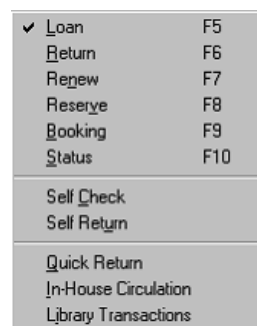 Loan F5
Return F6
Renew F7
Reserve F8
Booking F9
Status F10
Self Check
Self Return
Quick Return
In-House Circulation
Library Transactions